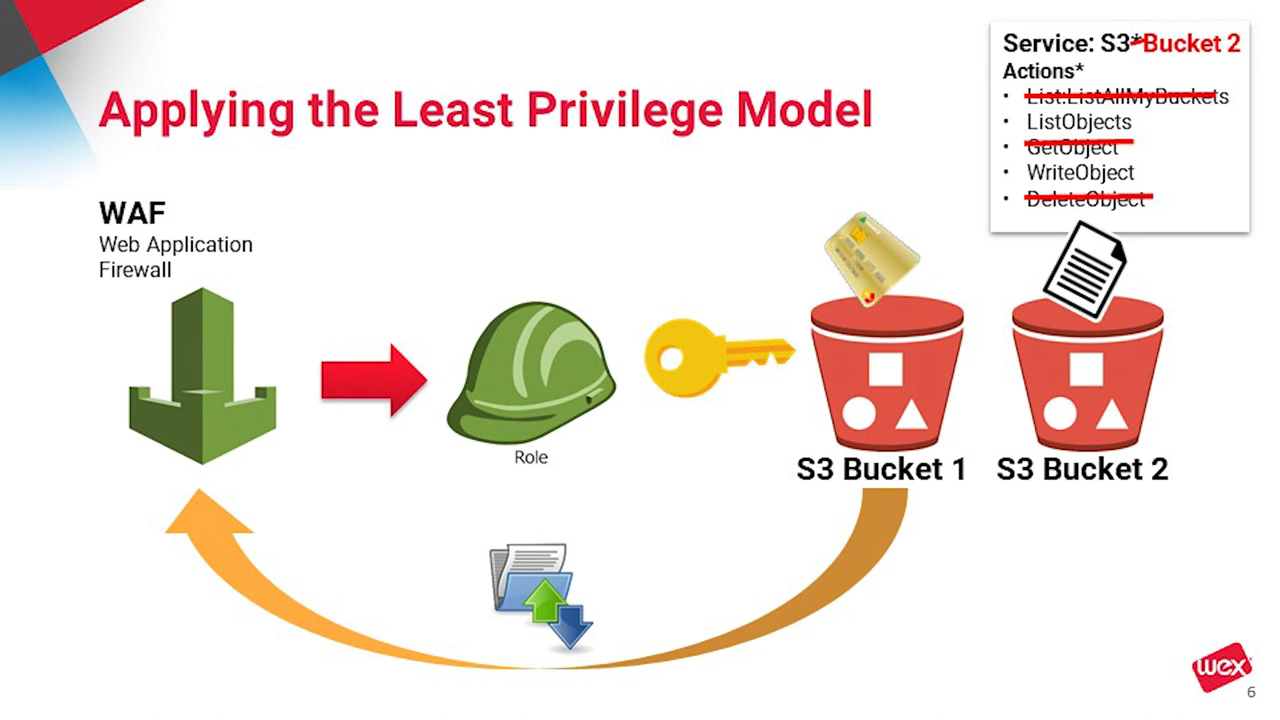 Service: S3* Bucket 2
Actions*
• List:ListAllMyBuckets
• ListObjects
• GetObject
• WriteObject
• DeleteObject
Applying the Least Privilege Model
WAF
Web Application
Firewall
Role
S3 Bucket 1
S3 Bucket 2
wex
6